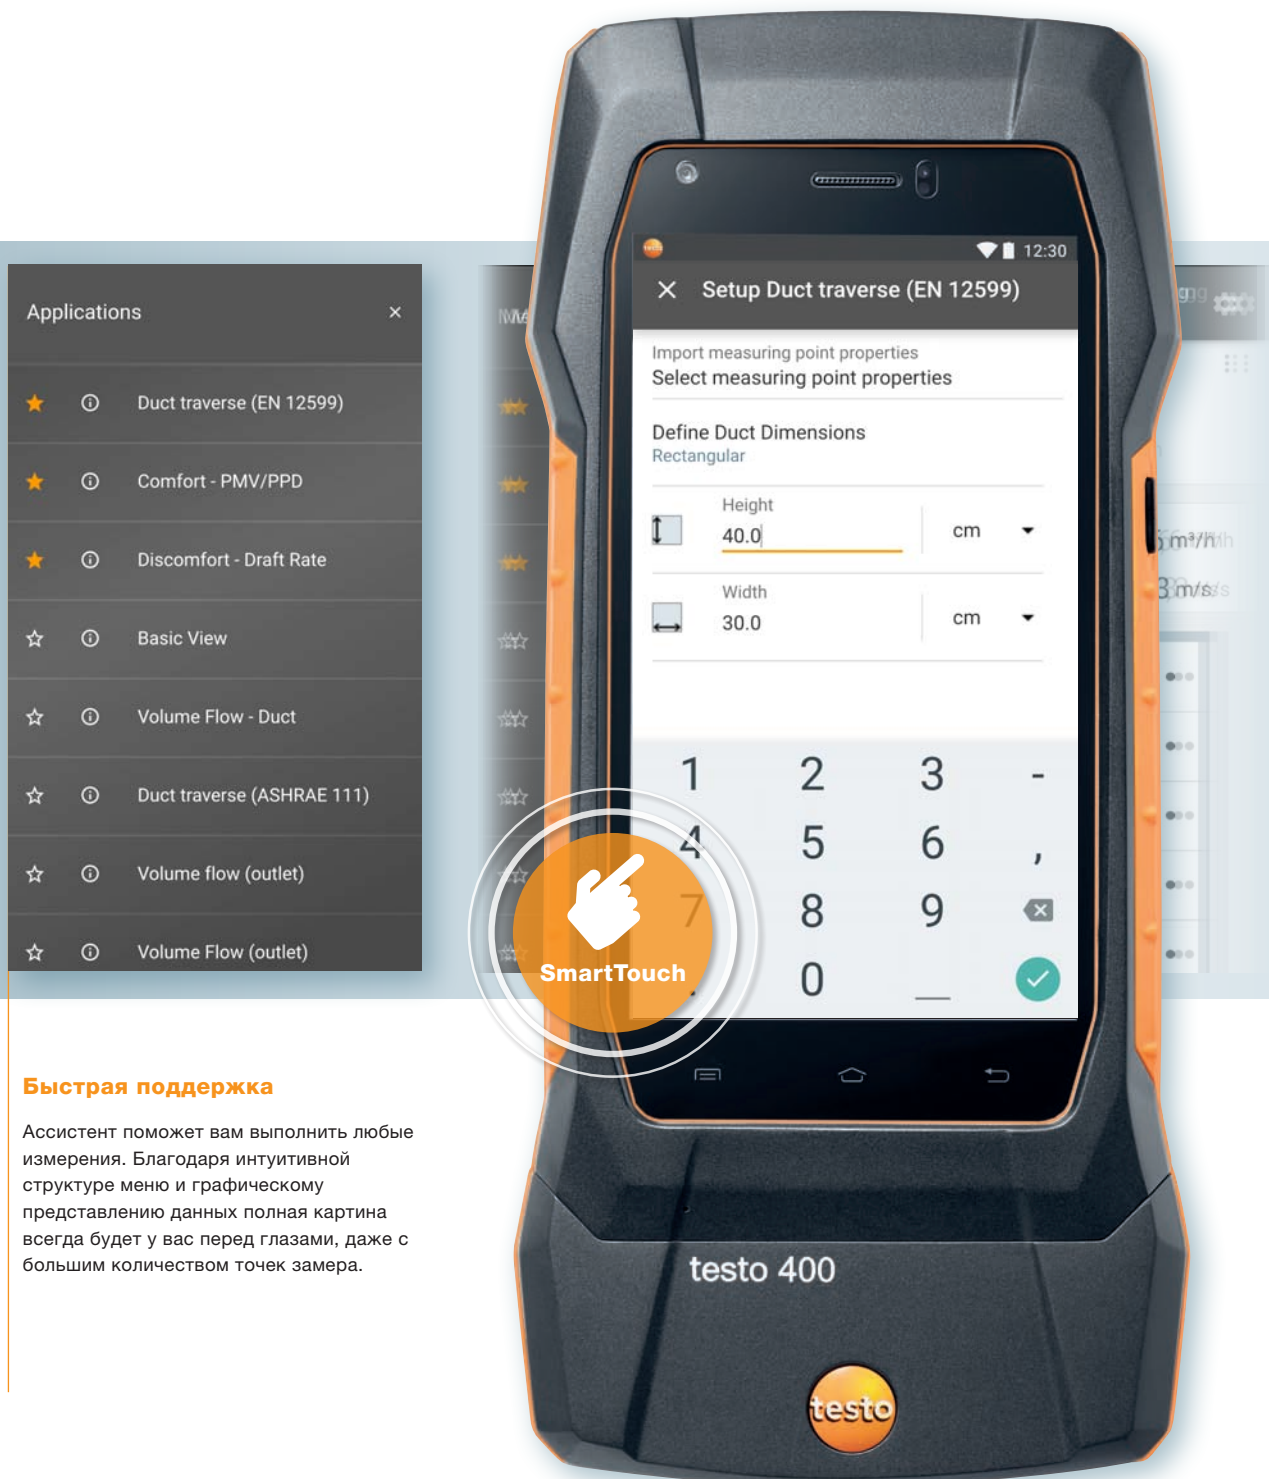 Applications
Duct traverse (EN 12599)
Comfort - PMV/PPD
Discomfort - Draft Rate
Basic View
Volume Flow - Duct
Duct traverse (ASHRAE 111)
Volume flow (outlet)
Volume Flow (outlet)
testo
12:30
Setup Duct traverse (EN 12599)
Import measuring point properties
Select measuring point properties
Define Duct Dimensions
Rectangular
Height
40.0 cm
Width
30.0 cm
1 2 3 -
4 5 6 ,
7 8 9
. 0 _
SmartTouch
m³/h
3 m/s
Быстрая поддержка
Ассистент поможет вам выполнить любые
измерения. Благодаря интуитивной
структуре меню и графическому
представлению данных полная картина
всегда будет у вас перед глазами, даже с
большим количеством точек замера.
testo 400
testo